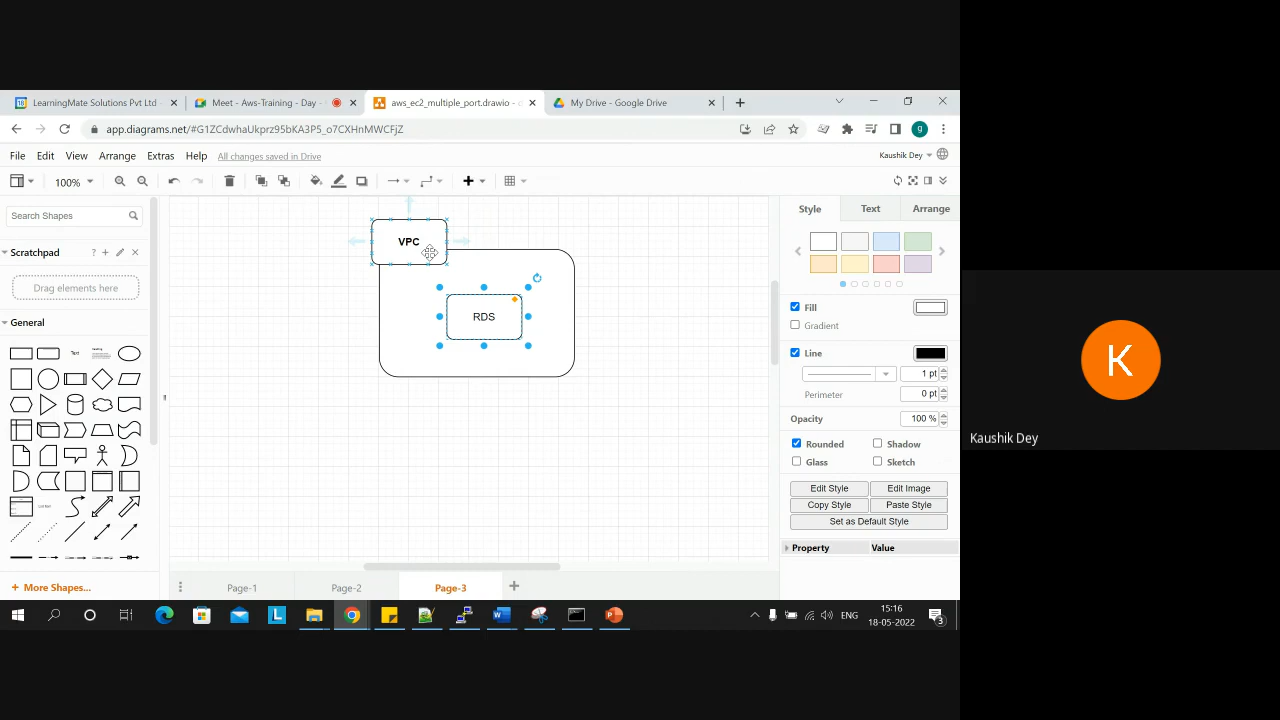 LearningMate Solutions Pvt Ltd -
Meet - Aws-Training - Day -
aws_ec2_multiple_port.drawio -
My Drive - Google Drive
app.diagrams.net/#G1ZCdwhaUkprz95bKA3P5_o7CXHnMWCFjZ
File Edit View Arrange Extras Help All changes saved in Drive
Kaushik Dey
100%
Search Shapes
Scratchpad
Drag elements here
General
Text
More Shapes...
VPC
RDS
Style Text Arrange
Fill
Gradient
Line
1 pt
Perimeter
0 pt
Opacity
100 %
Rounded
Shadow
Glass
Sketch
Edit Style
Edit Image
Copy Style
Paste Style
Set as Default Style
Property
Value
Page-1
Page-2
Page-3
ENG
15:16
18-05-2022
3
K
Kaushik Dey